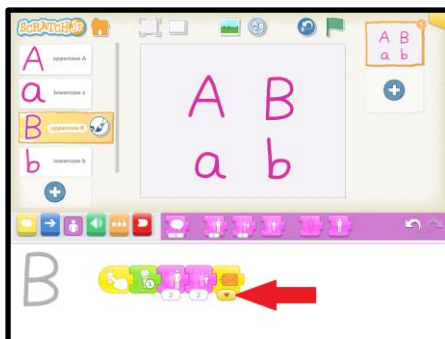 SCRATCHJR
A uppercase A
a lowercase a
B uppercase B
b lowercase b
A B
a b
A B
a b
B
2 2